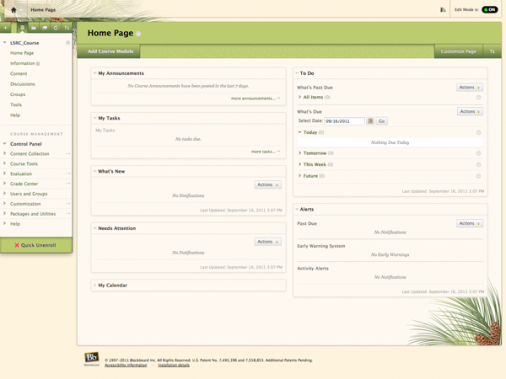 Home Page
Edit Mode is: ON
Home Page
LSRC_Course
Home Page
Information
Content
Discussions
Groups
Tools
Help
COURSE MANAGEMENT
Control Panel
Content Collection
Course Tools
Evaluation
Grade Center
Users and Groups
Customization
Packages and Utilities
Help
Quick Unenroll
Add Course Module
Customize Page
My Announcements
No Course Announcements have been posted in the last 7 days.
more announcements...
My Tasks
My Tasks
No tasks due.
more tasks...
What's New
Actions
No Notifications
Last Updated: September 16, 2011 3:07 PM
Needs Attention
Actions
No Notifications
Last Updated: September 16, 2011 3:07 PM
My Calendar
To Do
What's Past Due
Actions
All Items (0)
What's Due
Actions
Select Date: 09/16/2011 Go
Today (0)
Nothing Due Today
Tomorrow (0)
This Week (0)
Future (0)
Last Updated: September 16, 2011 3:07 PM
Alerts
Past Due
Actions
No Notifications
Early Warning System
No Early Warnings
Activity Alerts
No Notifications
Last Updated: September 16, 2011 3:07 PM
Bb
Blackboard
© 1997-2011 Blackboard Inc. All Rights Reserved. U.S. Patent No. 7,493,396 and 7,558,853. Additional Patents Pending.
Accessibility information
Installation details